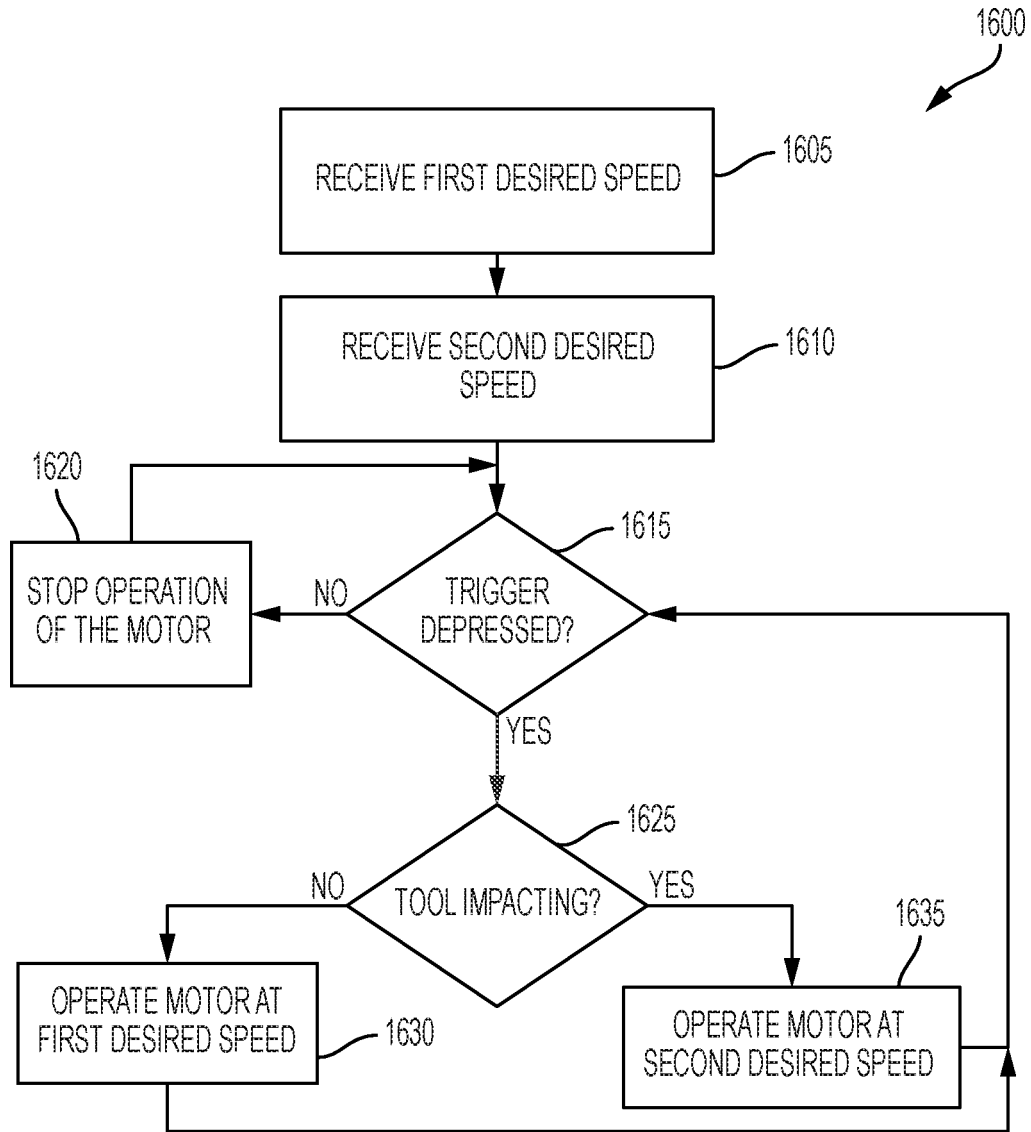 1600
RECEIVE FIRST DESIRED SPEED
1605
RECEIVE SECOND DESIRED
SPEED
1610
1620
STOP OPERATION
OF THE MOTOR
NO
TRIGGER
DEPRESSED?
1615
YES
1625
NO
TOOL IMPACTING?
YES
1635
OPERATE MOTOR AT
FIRST DESIRED SPEED
1630
OPERATE MOTOR AT
SECOND DESIRED SPEED